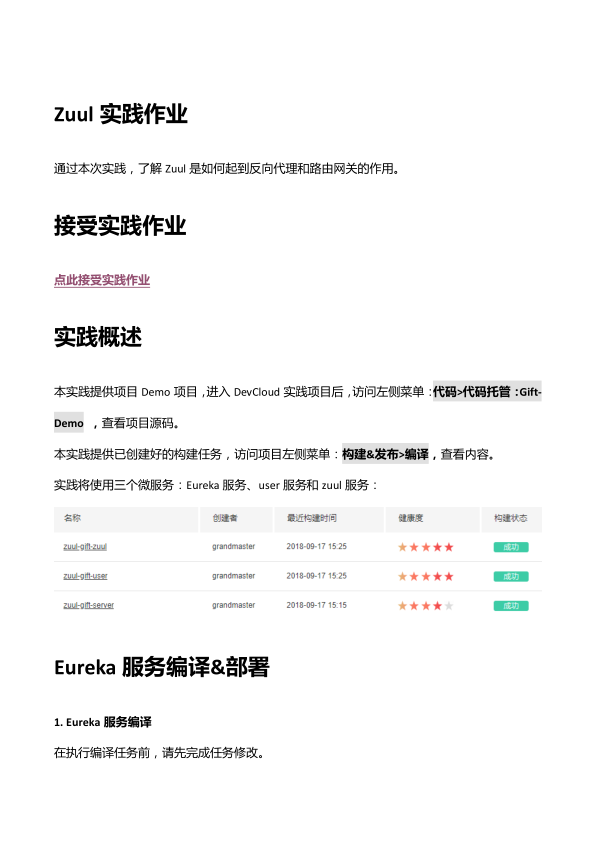 Zuul 实践作业
通过本次实践，了解 Zuul 是如何起到反向代理和路由网关的作用。
接受实践作业
点此接受实践作业
实践概述
本实践提供项目 Demo 项目，进入 DevCloud 实践项目后，访问左侧菜单：代码>代码托管：Gift-
Demo ，查看项目源码。
本实践提供已创建好的构建任务，访问项目左侧菜单：构建&发布>编译，查看内容。
实践将使用三个微服务：Eureka 服务、user 服务和 zuul 服务：
名称 创建者 最近构建时间 健康度 构建状态
zuul-gift-zuul grandmaster 2018-09-17 15:25 成功
zuul-gift-user grandmaster 2018-09-17 15:25 成功
zuul-gift-server grandmaster 2018-09-17 15:15 成功
Eureka 服务编译&部署
1. Eureka 服务编译
在执行编译任务前，请先完成任务修改。